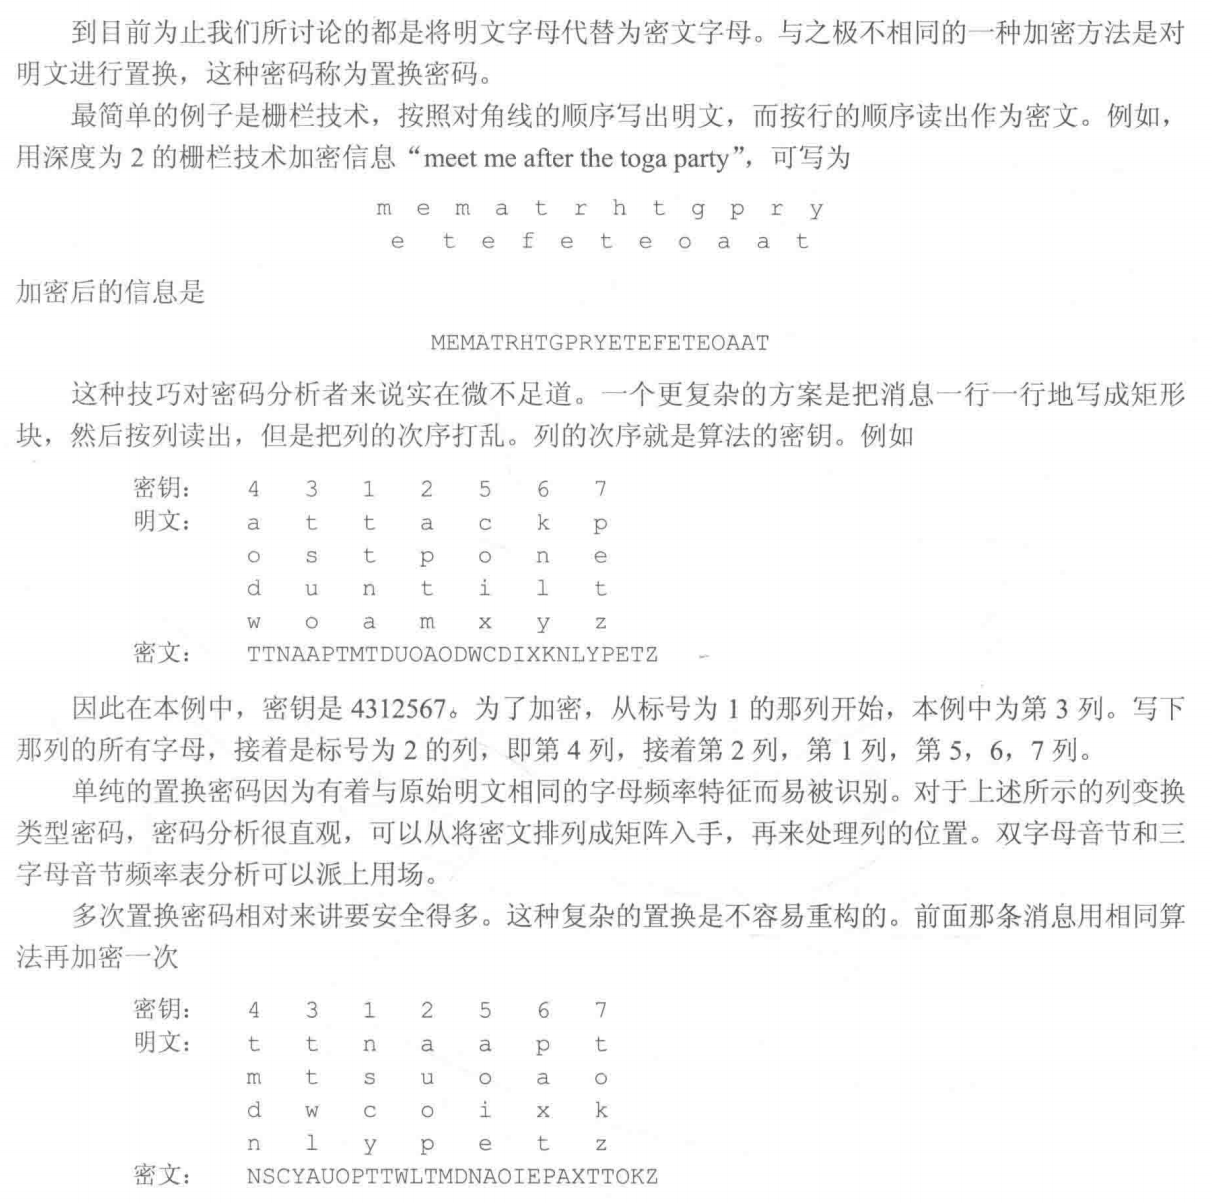 到目前为止我们所讨论的都是将明文字母代替为密文字母。与之极不相同的一种加密方法是对
明文进行置换，这种密码称为置换密码。
最简单的例子是栅栏技术，按照对角线的顺序写出明文，而按行的顺序读出作为密文。例如，
用深度为 2 的栅栏技术加密信息“meet me after the toga party”，可写为
m e m a t r h t g p r y
e t e f e t e o a a t
加密后的信息是
MEMATRHTGPRYETEFETEOAAT
这种技巧对密码分析者来说实在微不足道。一个更复杂的方案是把消息一行一行地写成矩形
块，然后按列读出，但是把列的次序打乱。列的次序就是算法的密钥。例如
密钥： 4 3 1 2 5 6 7
明文： a t t a c k p
o s t p o n e
d u n t i l t
w o a m x y z
密文： TTNAAPTMTDUOAODWCDIXKNLYPETZ
因此在本例中，密钥是 4312567。为了加密，从标号为 1 的那列开始，本例中为第 3 列。写下
那列的所有字母，接着是标号为 2 的列，即第 4 列，接着第 2 列，第 1 列，第 5，6，7 列。
单纯的置换密码因为有着与原始明文相同的字母频率特征而易被识别。对于上述所示的列变换
类型密码，密码分析很直观，可以从将密文排列成矩阵入手，再来处理列的位置。双字母音节和三
字母音节频率表分析可以派上用场。
多次置换密码相对来讲要安全得多。这种复杂的置换是不容易重构的。前面那条消息用相同算
法再加密一次
密钥： 4 3 1 2 5 6 7
明文： t t n a a p t
m t s u o a o
d w c o i x k
n l y p e t z
密文： NSCYAUOPTTWLTMDNAOIEPAXTTOKZ